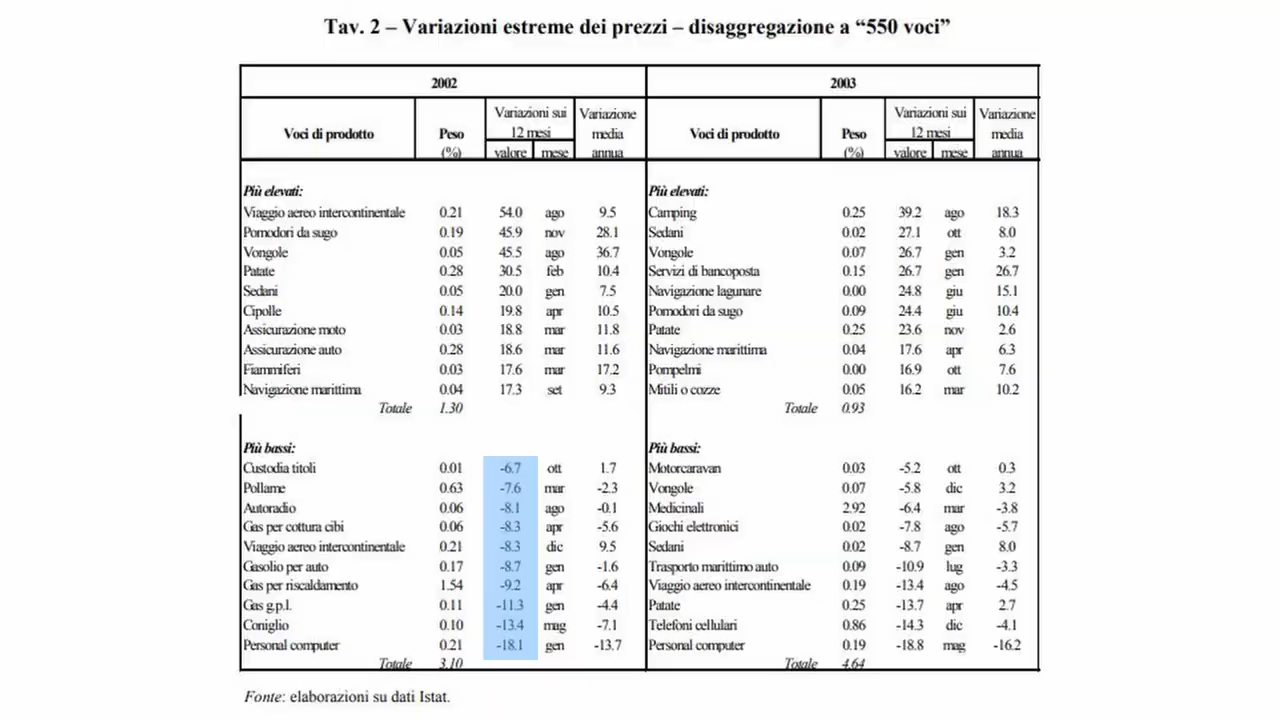 Tav. 2 – Variazioni estreme dei prezzi – disaggregazione a “550 voci”
2002 2003
Voci di prodotto Peso (%) Variazioni sui 12 mesi valore mese Variazione media annua Voci di prodotto Peso (%) Variazioni sui 12 mesi valore mese Variazione media annua
Più elevati: Più elevati:
Viaggio aereo intercontinentale 0.21 54.0 ago 9.5 Camping 0.25 39.2 ago 18.3
Pomodori da sugo 0.19 45.9 nov 28.1 Sedani 0.02 27.1 ott 8.0
Vongole 0.05 45.5 ago 36.7 Vongole 0.07 26.7 gen 3.2
Patate 0.28 30.5 feb 10.4 Servizi di bancoposta 0.15 26.7 gen 26.7
Sedani 0.05 20.0 gen 7.5 Navigazione lagunare 0.00 24.8 giu 15.1
Cipolle 0.14 19.8 apr 10.5 Pomodori da sugo 0.09 24.4 giu 10.4
Assicurazione moto 0.03 18.8 mar 11.8 Patate 0.25 23.6 nov 2.6
Assicurazione auto 0.28 18.6 mar 11.6 Navigazione marittima 0.04 17.6 apr 6.3
Fiammiferi 0.03 17.6 mar 17.2 Pompelmi 0.00 16.9 ott 7.6
Navigazione marittima 0.04 17.3 set 9.3 Mitili o cozze 0.05 16.2 mar 10.2
Totale 1.30 Totale 0.93
Più bassi: Più bassi:
Custodia titoli 0.01 -6.7 ott 1.7 Motorcaravan 0.03 -5.2 ott 0.3
Pollame 0.63 -7.6 mar -2.3 Vongole 0.07 -5.8 dic 3.2
Autoradio 0.06 -8.1 ago -0.1 Medicinali 2.92 -6.4 mar -3.8
Gas per cottura cibi 0.06 -8.3 apr -5.6 Giochi elettronici 0.02 -7.8 ago -5.7
Viaggio aereo intercontinentale 0.21 -8.3 dic 9.5 Sedani 0.02 -8.7 gen 8.0
Gasolio per auto 0.17 -8.7 gen -1.6 Trasporto marittimo auto 0.09 -10.9 lug -3.3
Gas per riscaldamento 1.54 -9.2 apr -6.4 Viaggio aereo intercontinentale 0.19 -13.4 ago -4.5
Gas g.p.l. 0.11 -11.3 gen -4.4 Patate 0.25 -13.7 apr 2.7
Coniglio 0.10 -13.4 mag -7.1 Telefoni cellulari 0.86 -14.3 dic -4.1
Personal computer 0.21 -18.1 gen -13.7 Personal computer 0.19 -18.8 mag -16.2
Totale 3.10 Totale 4.64
Fonte: elaborazioni su dati Istat.